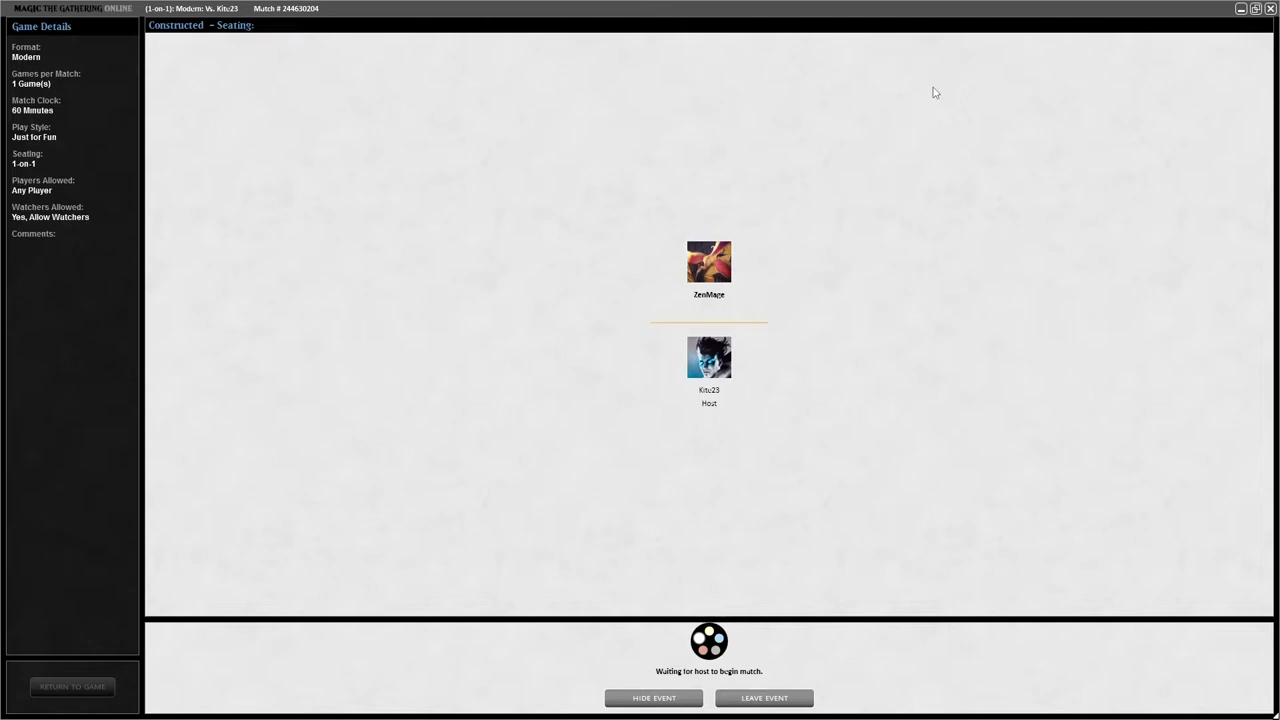 MAGIC THE GATHERING ONLINE (1-on-1): Modern: Vs. Kite23 Match # 244630204
Game Details
Constructed - Seating:
Format:
Modern
Games per Match:
1 Game(s)
Match Clock:
60 Minutes
Play Style:
Just for Fun
Seating:
1-on-1
Players Allowed:
Any Player
Watchers Allowed:
Yes, Allow Watchers
Comments:
ZenMage
Kite23
Host
Waiting for host to begin match.
RETURN TO GAME
HIDE EVENT LEAVE EVENT